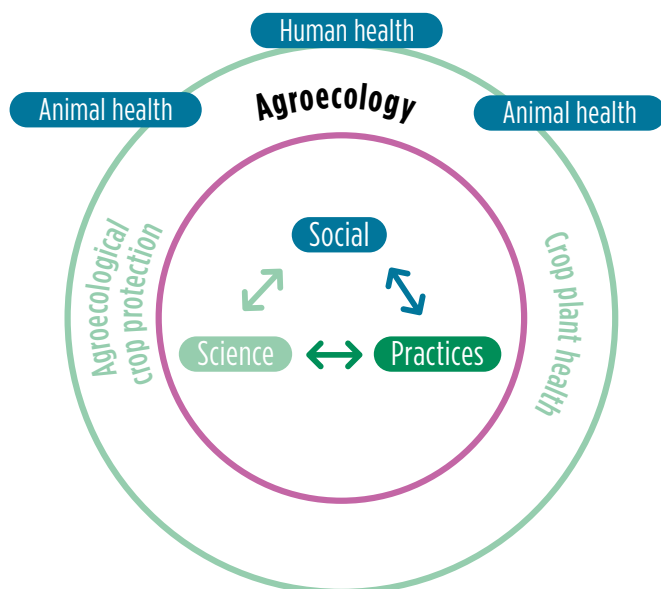 Human health
Animal health
Agroecology
Animal health
Agroecological
crop protection
Social
Crop plant health
Science
Practices